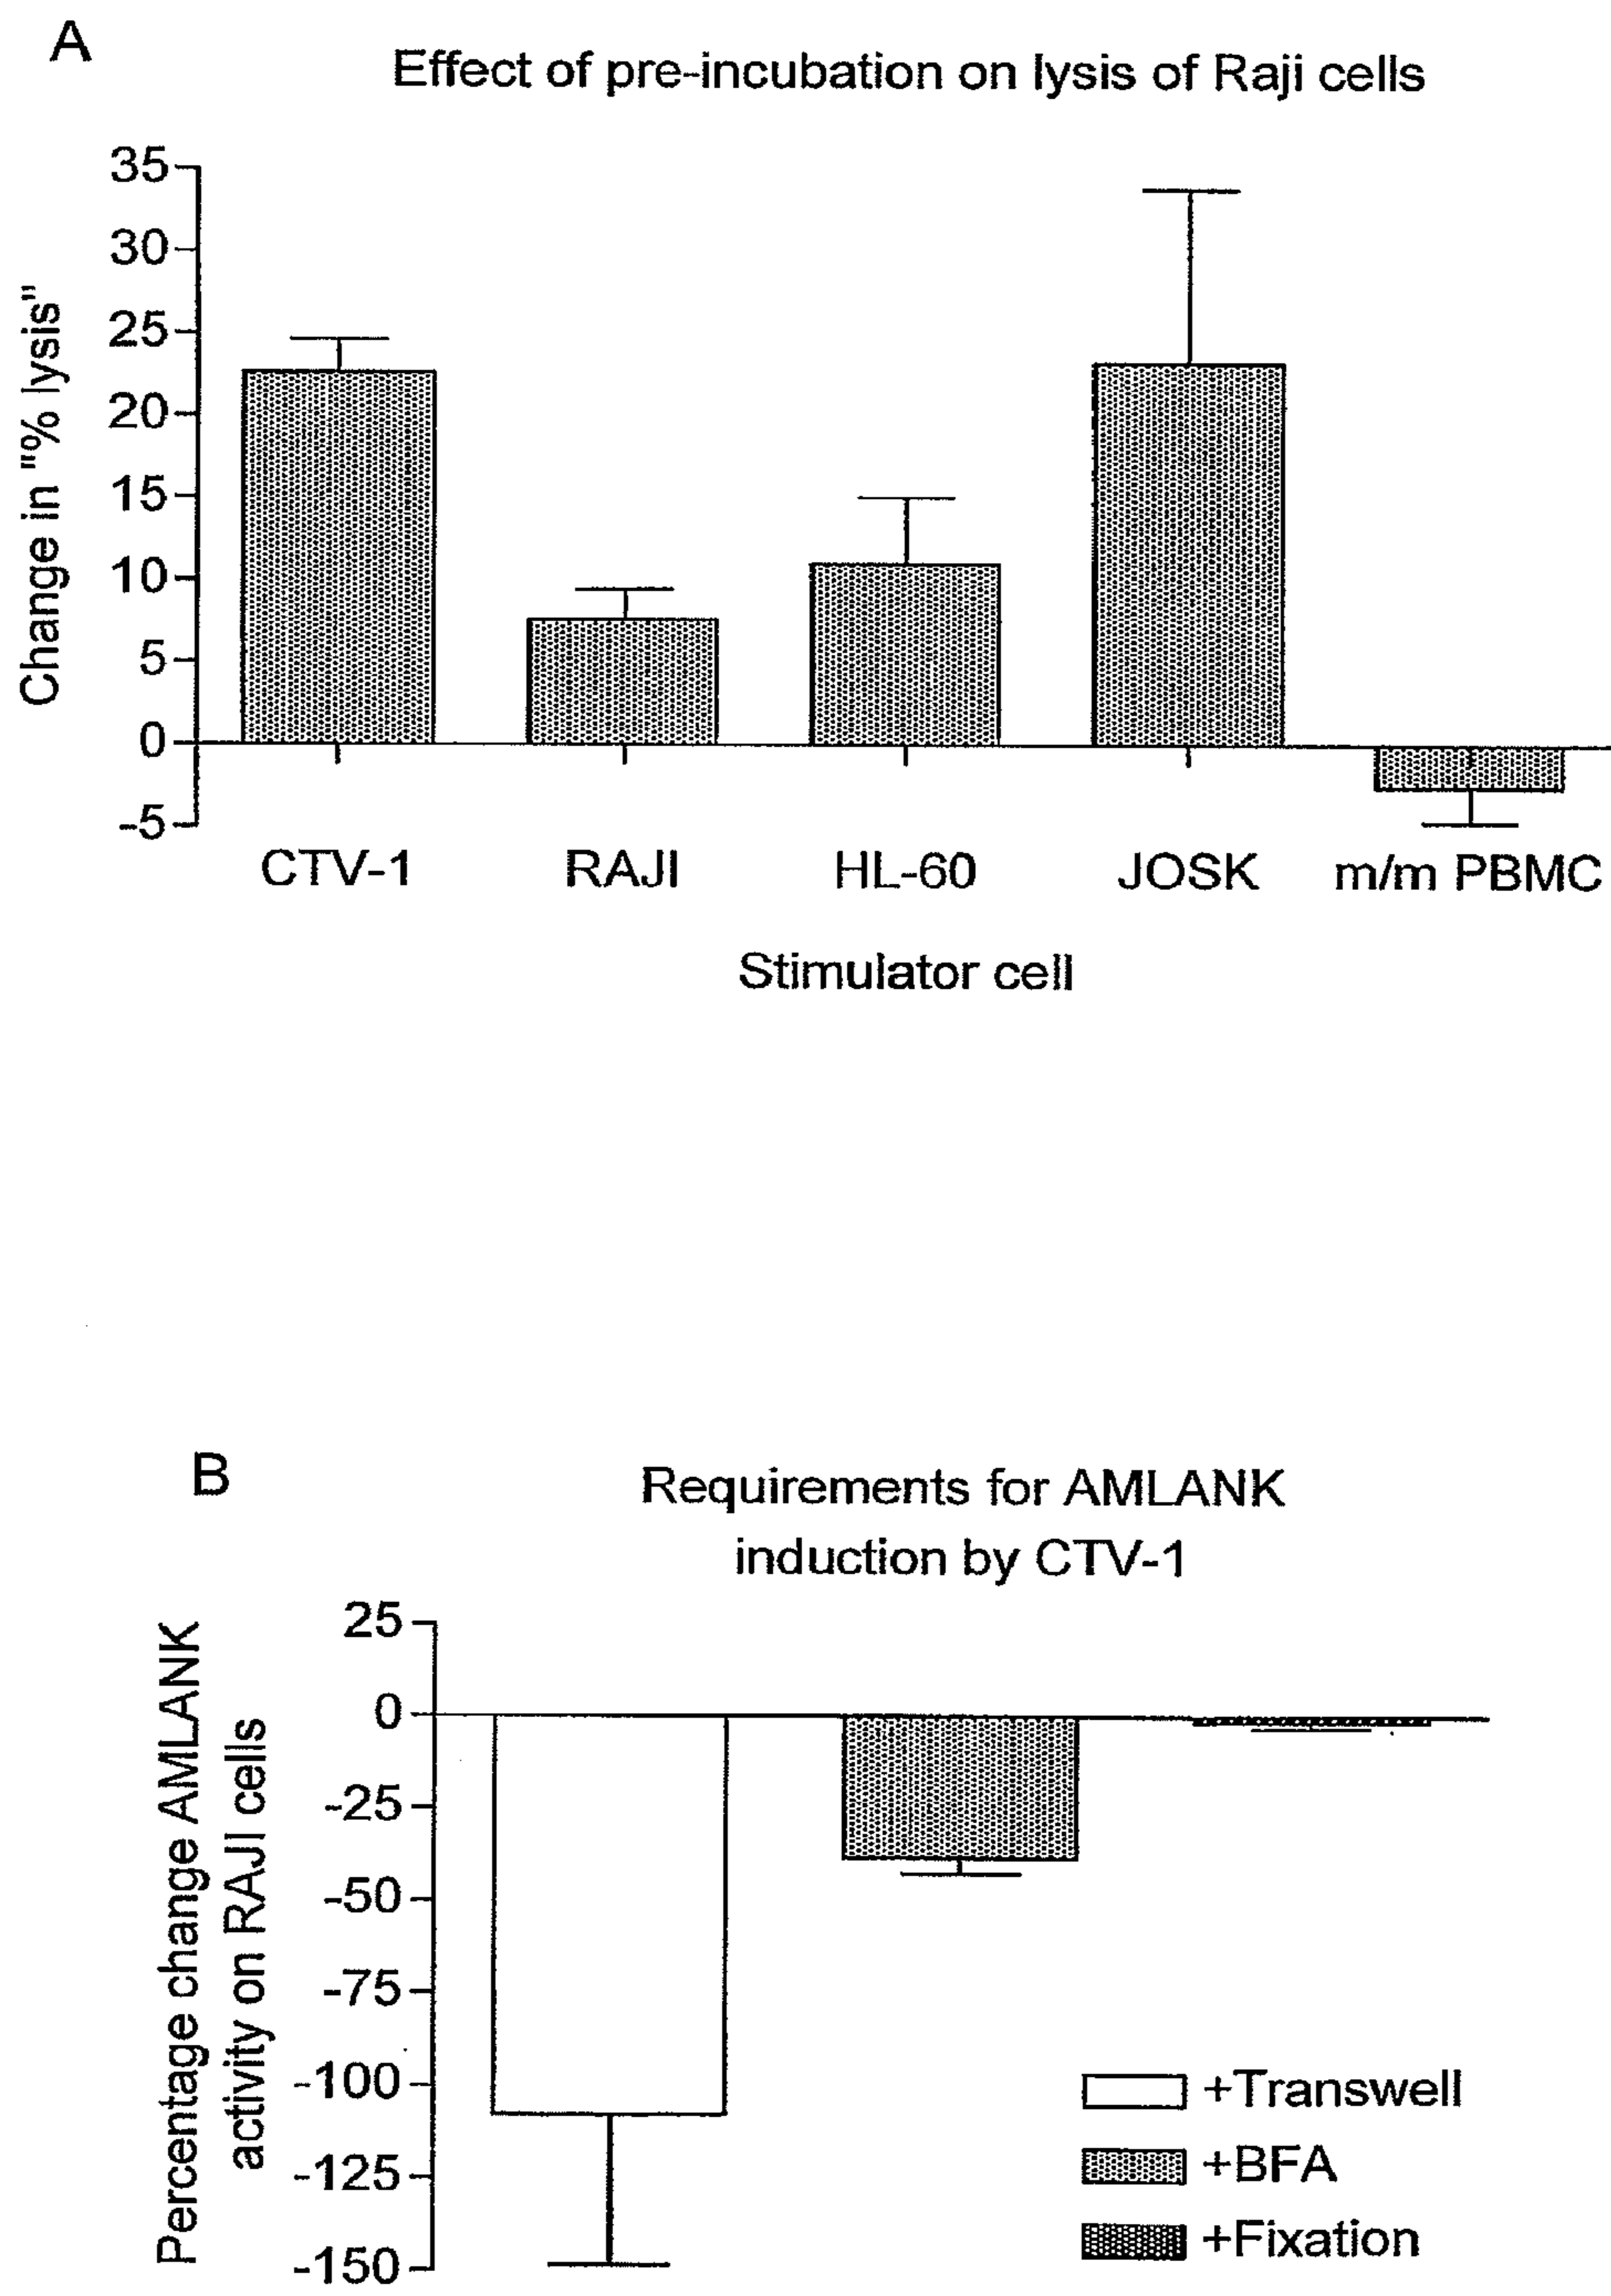 A
Effect of pre-incubation on lysis of Raji cells
35
30
25
20
15
10
5
0
-5
Change in "% lysis"
CTV-1 RAJI HL-60 JOSK m/m PBMC
Stimulator cell
B
Requirements for AMLANK
induction by CTV-1
25
0
-25
-50
-75
-100
-125
-150
Percentage change AMLANK
activity on RAJI cells
+Transwell
+BFA
+Fixation